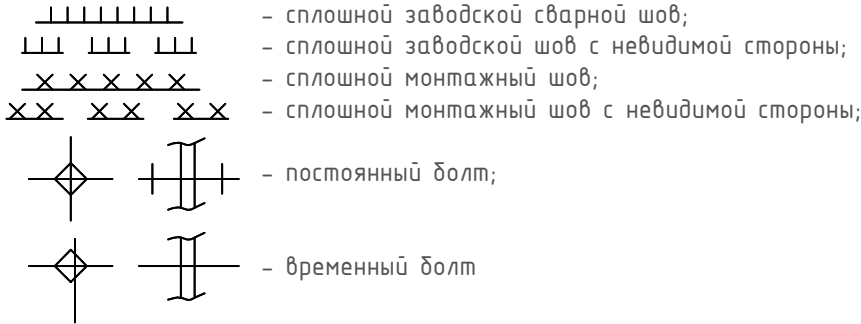 - сплошной заводской сварной шов;
- сплошной заводской шов с невидимой стороны;
- сплошной монтажный шов;
- сплошной монтажный шов с невидимой стороны;
- постоянный болт;
- временный болт